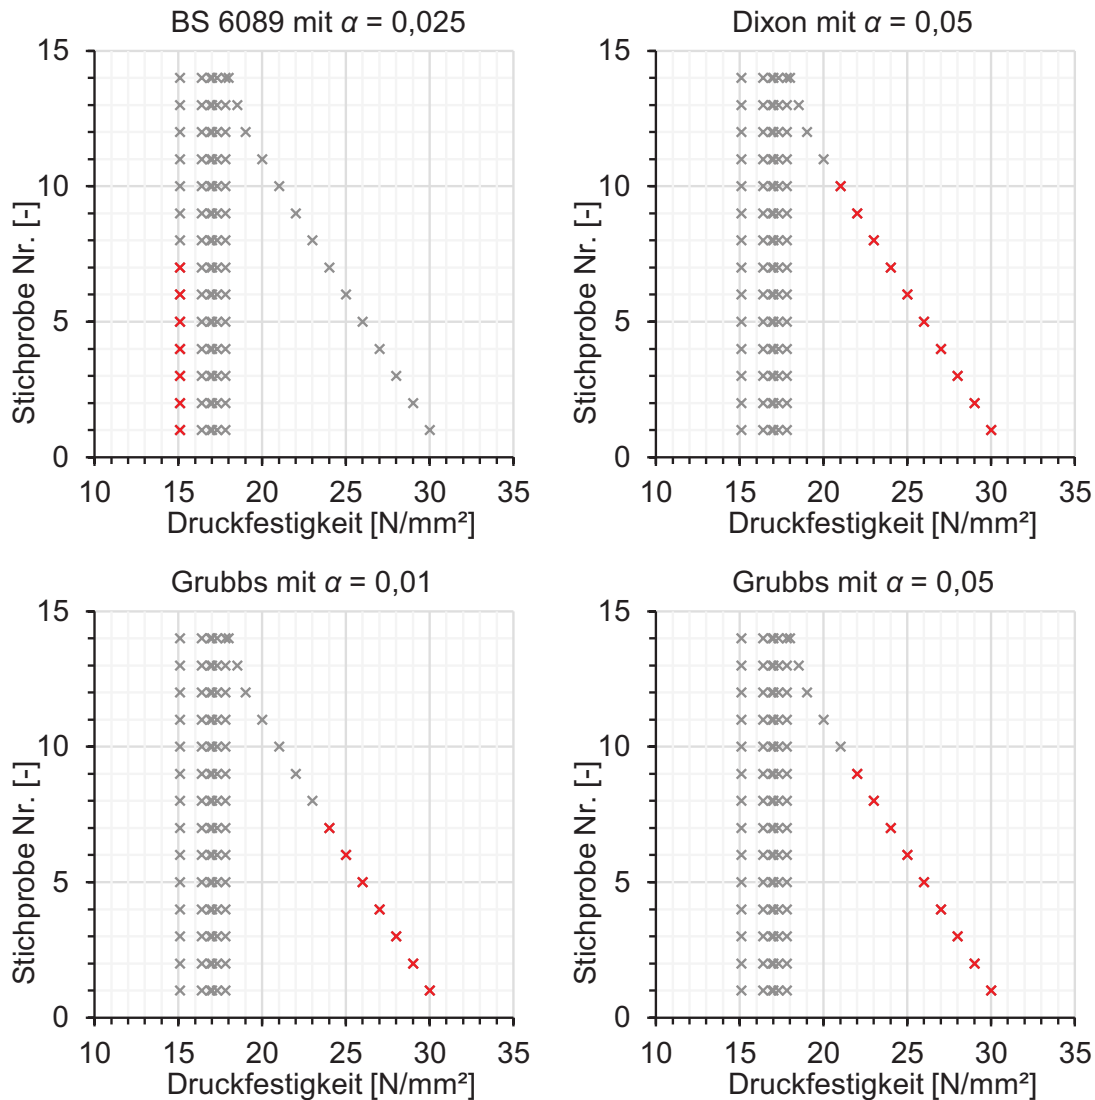 BS 6089 mit α = 0,025
15
10
5
0
Stichprobe Nr. [-]
10 15 20 25 30 35
Druckfestigkeit [N/mm²]
Dixon mit α = 0,05
15
10
5
0
Stichprobe Nr. [-]
10 15 20 25 30 35
Druckfestigkeit [N/mm²]
Grubbs mit α = 0,01
15
10
5
0
Stichprobe Nr. [-]
10 15 20 25 30 35
Druckfestigkeit [N/mm²]
Grubbs mit α = 0,05
15
10
5
0
Stichprobe Nr. [-]
10 15 20 25 30 35
Druckfestigkeit [N/mm²]